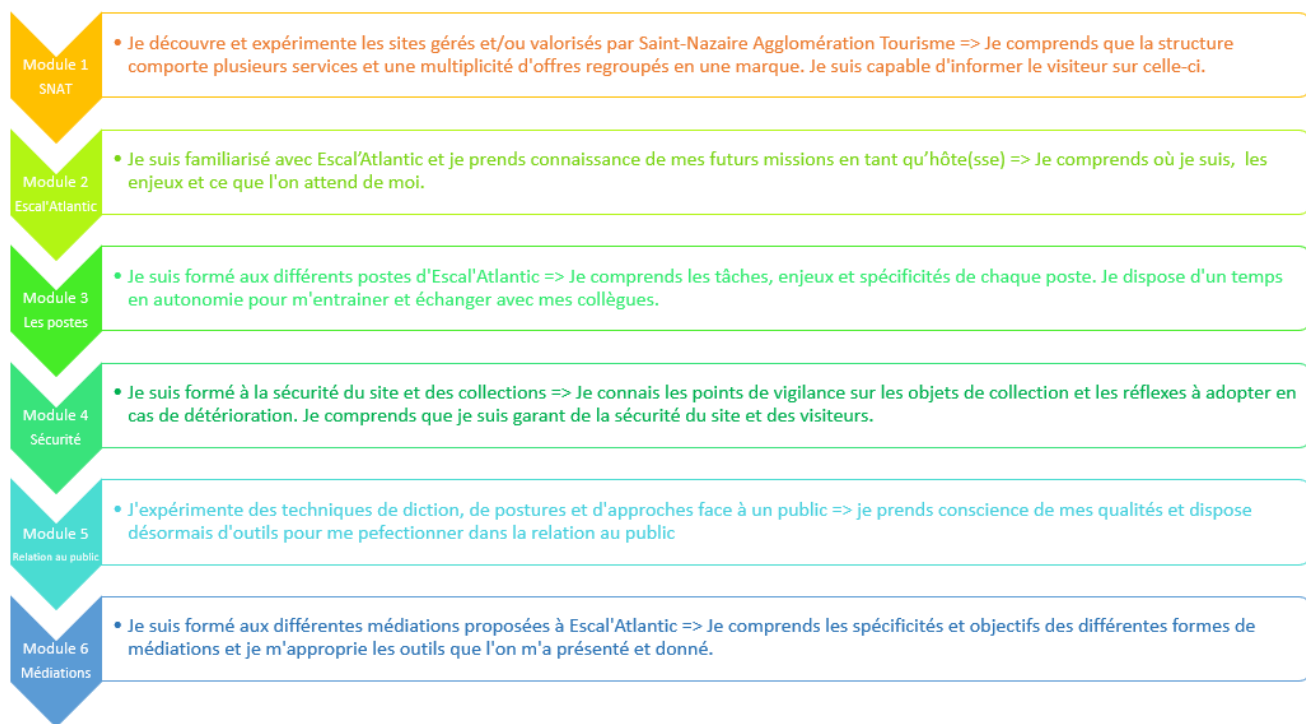 Module 1
SNAT
• Je découvre et expérimente les sites gérés et/ou valorisés par Saint-Nazaire Agglomération Tourisme => Je comprends que la structure
comporte plusieurs services et une multiplicité d'offres regroupés en une marque. Je suis capable d'informer le visiteur sur celle-ci.
Module 2
Escal'Atlantic
• Je suis familiarisé avec Escal’Atlantic et je prends connaissance de mes futurs missions en tant qu’hôte(sse) => Je comprends où je suis, les
enjeux et ce que l'on attend de moi.
Module 3
Les postes
• Je suis formé aux différents postes d'Escal'Atlantic => Je comprends les tâches, enjeux et spécificités de chaque poste. Je dispose d'un temps
en autonomie pour m'entrainer et échanger avec mes collègues.
Module 4
Sécurité
• Je suis formé à la sécurité du site et des collections => Je connais les points de vigilance sur les objets de collection et les réflexes à adopter en
cas de détérioration. Je comprends que je suis garant de la sécurité du site et des visiteurs.
Module 5
Relation au public
• J'expérimente des techniques de diction, de postures et d'approches face à un public => je prends conscience de mes qualités et dispose
désormais d'outils pour me pefectionner dans la relation au public
Module 6
Médiations
• Je suis formé aux différentes médiations proposées à Escal'Atlantic => Je comprends les spécificités et objectifs des différentes formes de
médiations et je m'approprie les outils que l'on m'a présenté et donné.